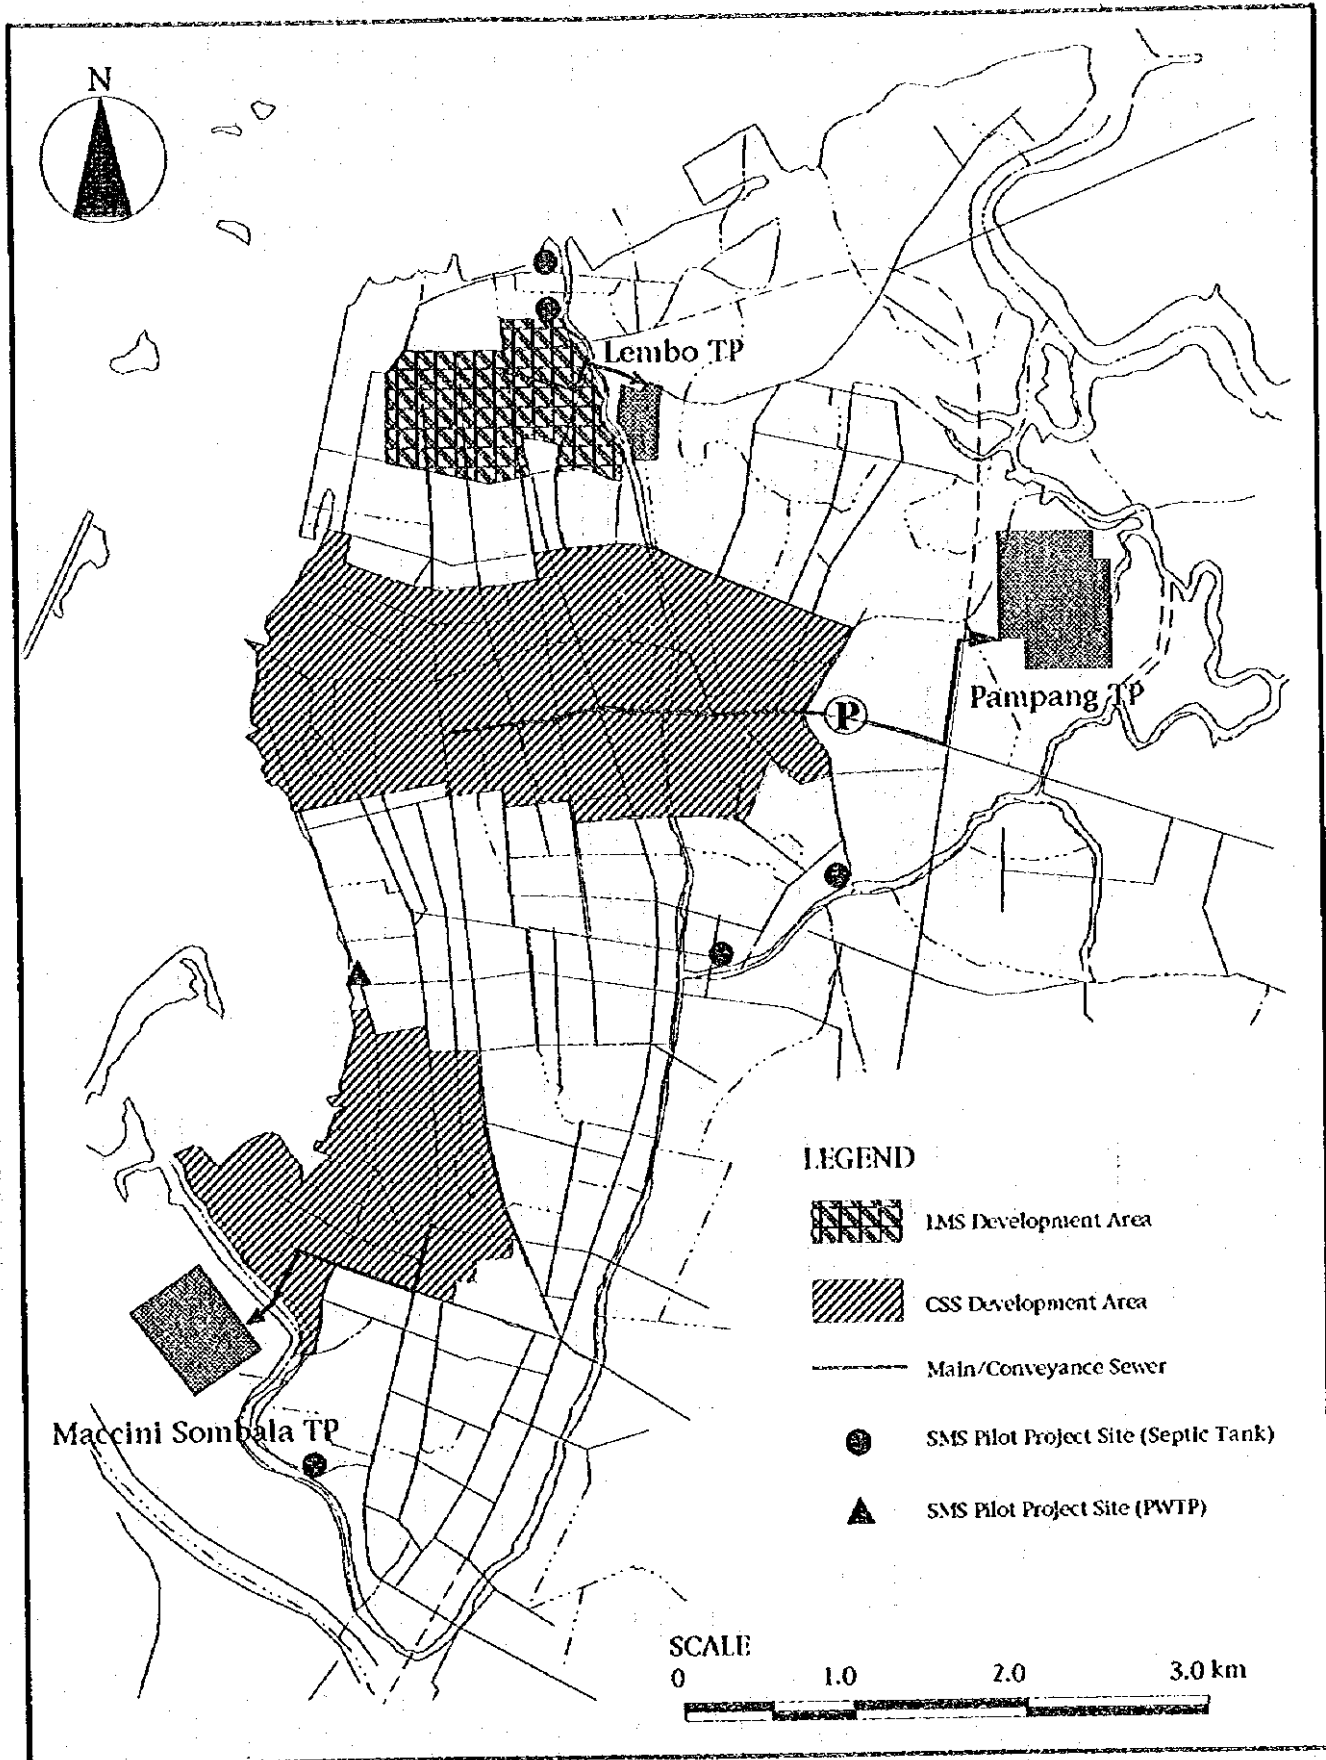 N
Lembo TP
Pampang TP
P
LEGEND
LMS Development Area
CSS Development Area
Main/Conveyance Sewer
SMS Pilot Project Site (Septic Tank)
SMS Pilot Project Site (PWTP)
Maccini Sombala TP
SCALE
0 1.0 2.0 3.0 km